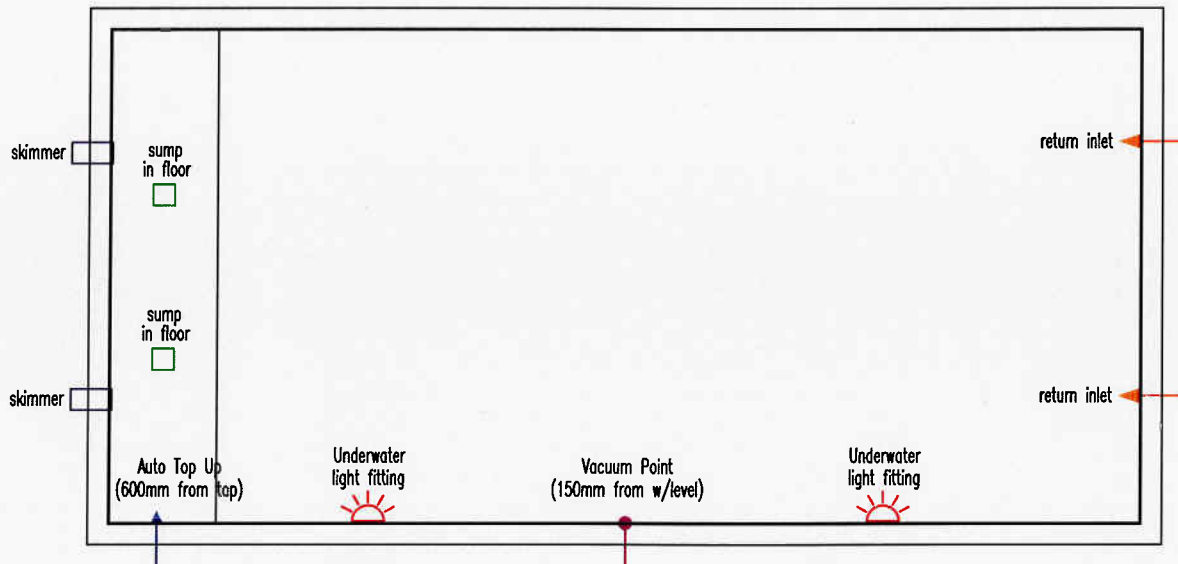 skimmer
sump
in floor
return inlet
sump
in floor
skimmer
return inlet
Auto Top Up
(600mm from top)
Underwater
light fitting
Vacuum Point
(150mm from w/level)
Underwater
light fitting